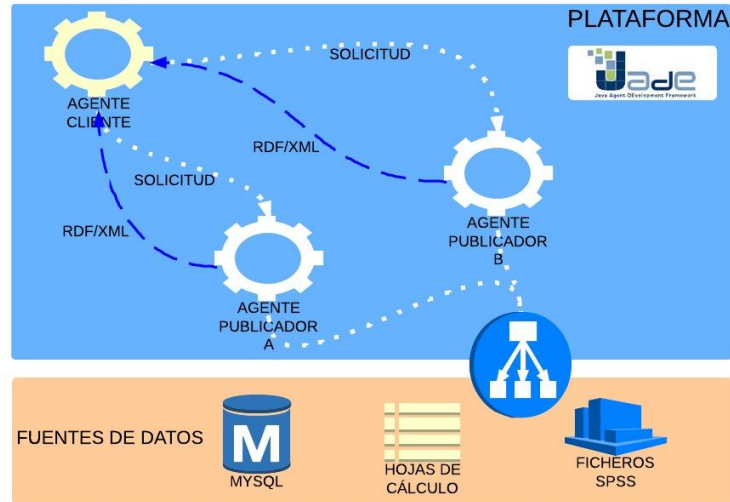 PLATAFORMA
Jade
Java Agent DEvelopment Framework
SOLICITUD
AGENTE
CLIENTE
RDF/XML
SOLICITUD
RDF/XML
AGENTE
PUBLICADOR
B
AGENTE
PUBLICADOR
A
FUENTES DE DATOS
M
MYSQL
HOJAS DE
CÁLCULO
FICHEROS
SPSS